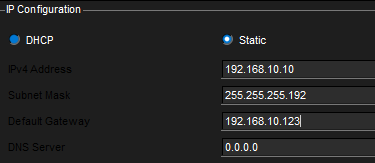 IP Configuration
DHCP Static
IPv4 Address 192.168.10.10
Subnet Mask 255.255.255.192
Default Gateway 192.168.10.123
DNS Server 0.0.0.0